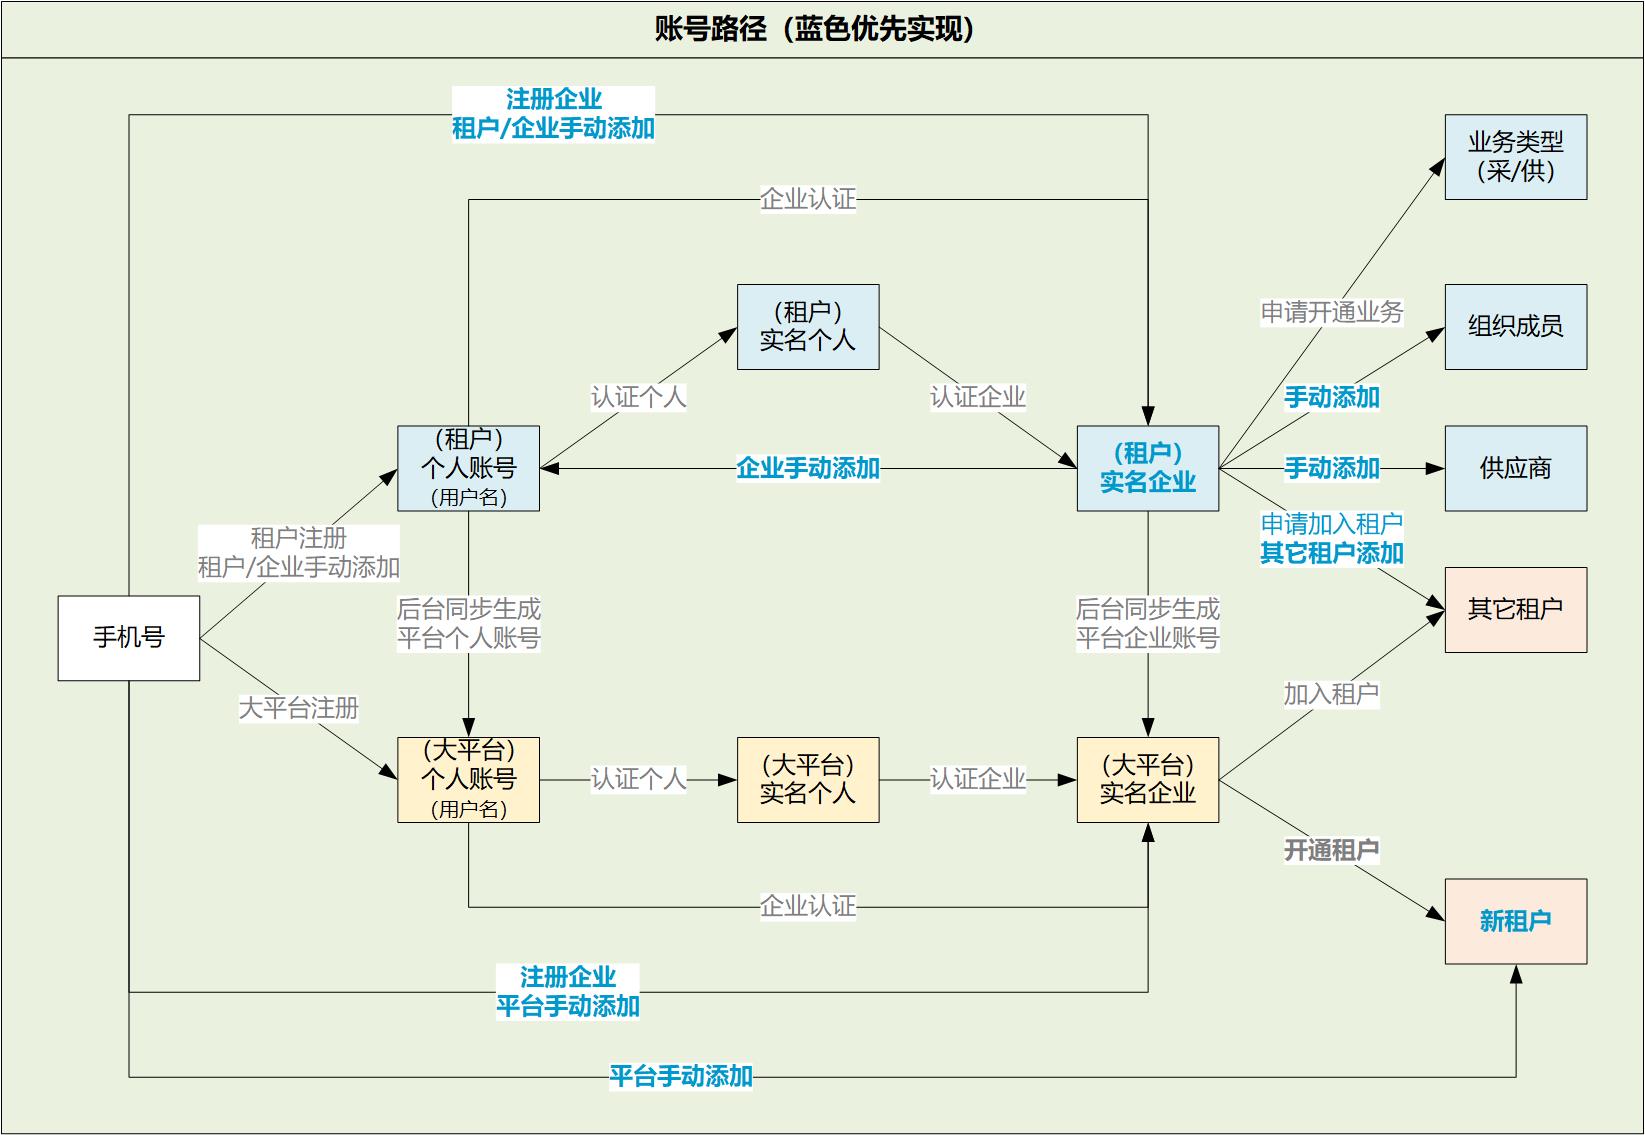 账号路径（蓝色优先实现）
注册企业
租户/企业手动添加
业务类型
（采/供）
企业认证
申请开通业务
（租户）
实名个人
组织成员
认证个人
认证企业
手动添加
（租户）
个人账号
（用户名）
企业手动添加
（租户）
实名企业
手动添加
供应商
租户注册
租户/企业手动添加
申请加入租户
其它租户添加
手机号
后台同步生成
平台个人账号
后台同步生成
平台企业账号
其它租户
大平台注册
加入租户
（大平台）
个人账号
（用户名）
认证个人
（大平台）
实名个人
认证企业
（大平台）
实名企业
开通租户
企业认证
新租户
注册企业
平台手动添加
平台手动添加